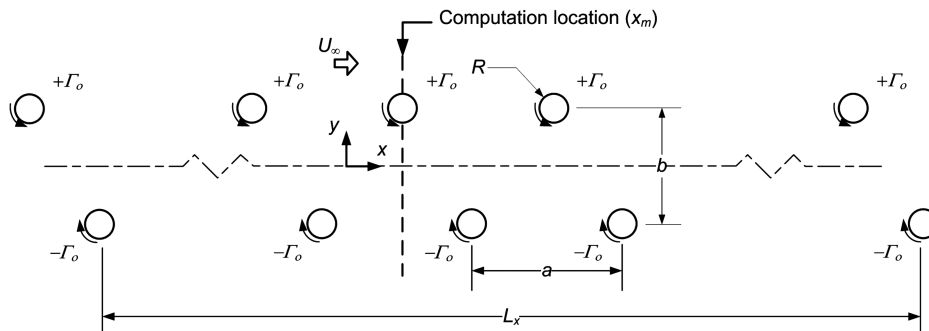 Computation location (xₘ)
U∞
+Γₒ +Γₒ +Γₒ R +Γₒ +Γₒ
y
x
b
−Γₒ −Γₒ −Γₒ −Γₒ −Γₒ
a
Lₓ